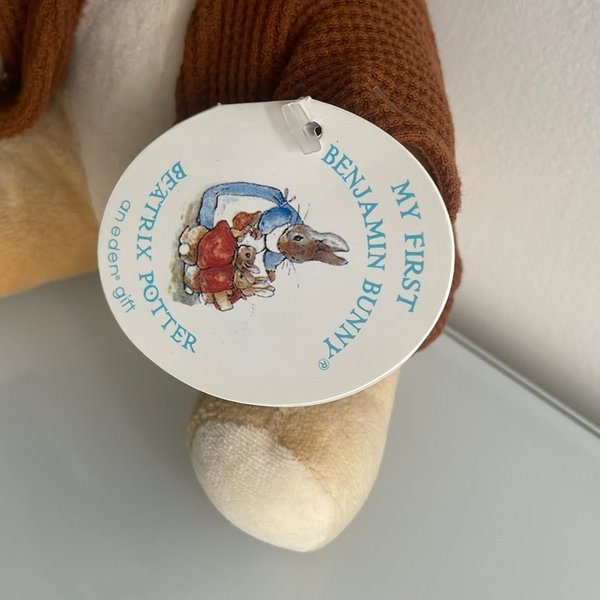 MY FIRST
BENJAMIN BUNNY®
BEATRIX POTTER
an eden® gift